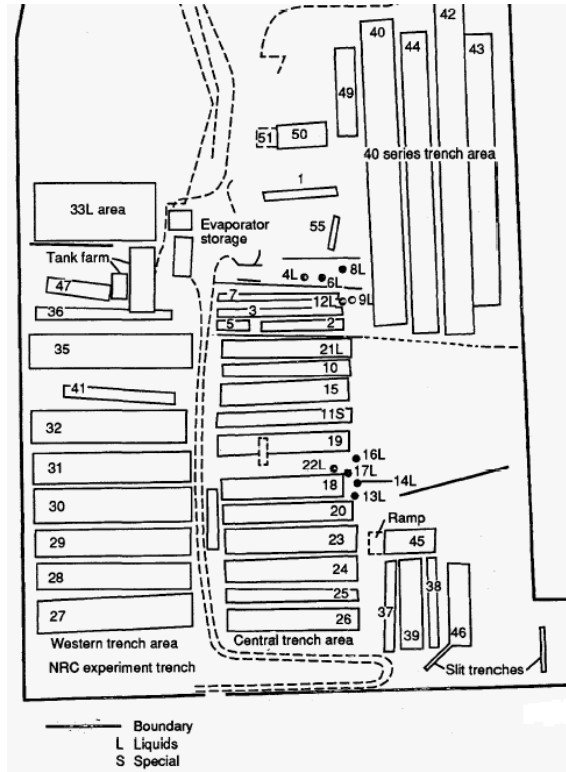 42
40
44
43
49
51
50
40 series trench area
1
33L area
Evaporator
storage
55
Tank farm
8L
4L
6L
47
7
12L
9L
36
3
5
2
35
21L
10
41
15
32
11S
19
16L
31
22L
17L
14L
18
13L
30
20
Ramp
29
23
45
28
24
38
25
37
27
26
39
46
Western trench area
Central trench area
NRC experiment trench
Slit trenches
Boundary
L Liquids
S Special